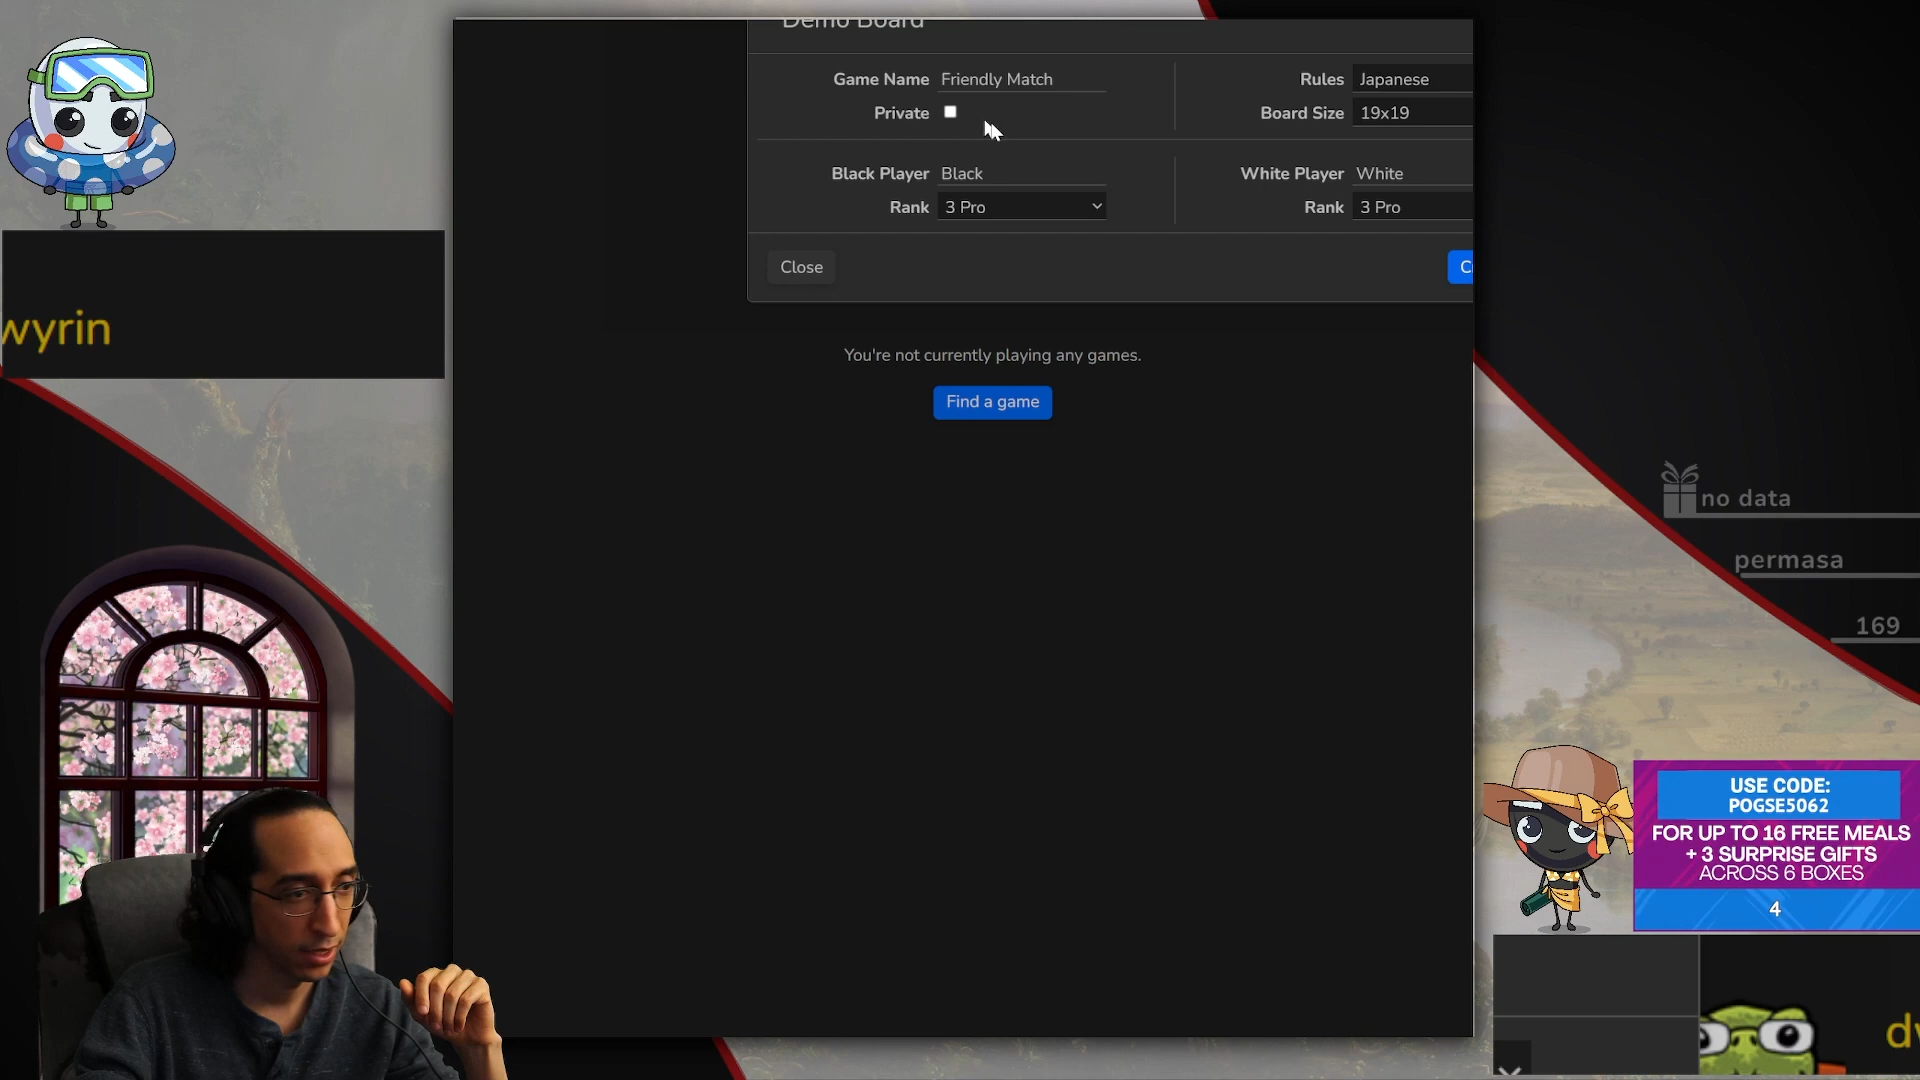 Demo Board
Game Name Friendly Match
Rules Japanese
Private
Board Size 19x19
Black Player Black
White Player White
Rank 3 Pro
Rank 3 Pro
Close
You're not currently playing any games.
Find a game
wyrin
no data
permasa
169
USE CODE:
POGSE5062
FOR UP TO 16 FREE MEALS
+ 3 SURPRISE GIFTS
ACROSS 6 BOXES
4